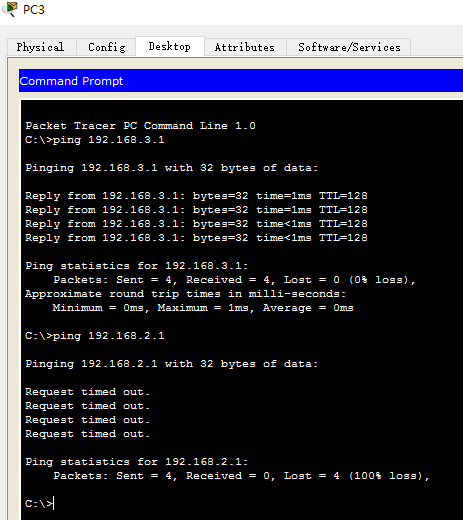 PC3
Physical Config Desktop Attributes Software/Services
Command Prompt
Packet Tracer PC Command Line 1.0
C:\>ping 192.168.3.1
Pinging 192.168.3.1 with 32 bytes of data:
Reply from 192.168.3.1: bytes=32 time=1ms TTL=128
Reply from 192.168.3.1: bytes=32 time=1ms TTL=128
Reply from 192.168.3.1: bytes=32 time<1ms TTL=128
Reply from 192.168.3.1: bytes=32 time<1ms TTL=128
Ping statistics for 192.168.3.1:
Packets: Sent = 4, Received = 4, Lost = 0 (0% loss),
Approximate round trip times in milli-seconds:
Minimum = 0ms, Maximum = 1ms, Average = 0ms
C:\>ping 192.168.2.1
Pinging 192.168.2.1 with 32 bytes of data:
Request timed out.
Request timed out.
Request timed out.
Request timed out.
Ping statistics for 192.168.2.1:
Packets: Sent = 4, Received = 0, Lost = 4 (100% loss),
C:\>